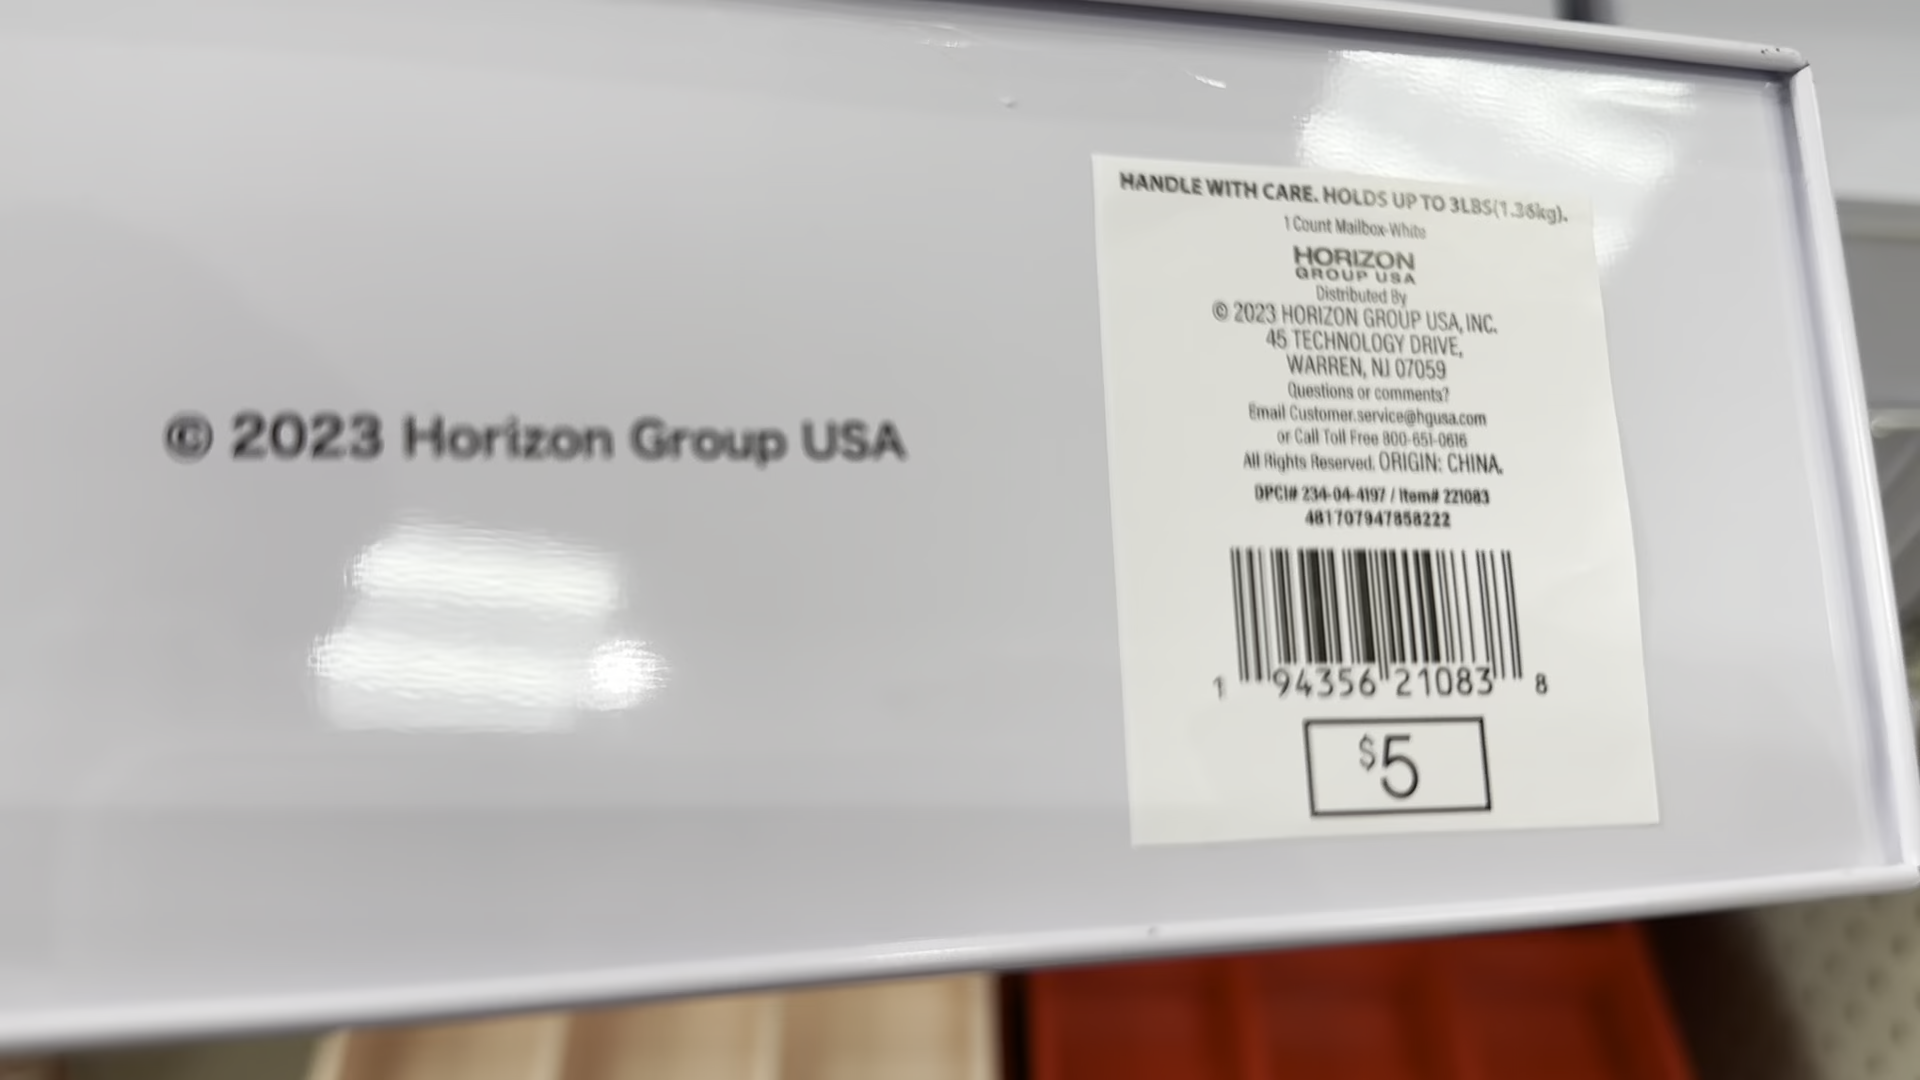 © 2023 Horizon Group USA
HANDLE WITH CARE. HOLDS UP TO 3LBS(1.36kg).
1 Count Mailbox-White
HORIZON
GROUP USA
Distributed By
© 2023 HORIZON GROUP USA, INC.
45 TECHNOLOGY DRIVE,
WARREN, NJ 07059
Questions or comments?
Email Customer.service@hgusa.com
or Call Toll Free 800-651-0616
All Rights Reserved. ORIGIN: CHINA.
DPCI# 234-04-4197 / Item# 221083
481707947858222
1 94356 21083 8
$5